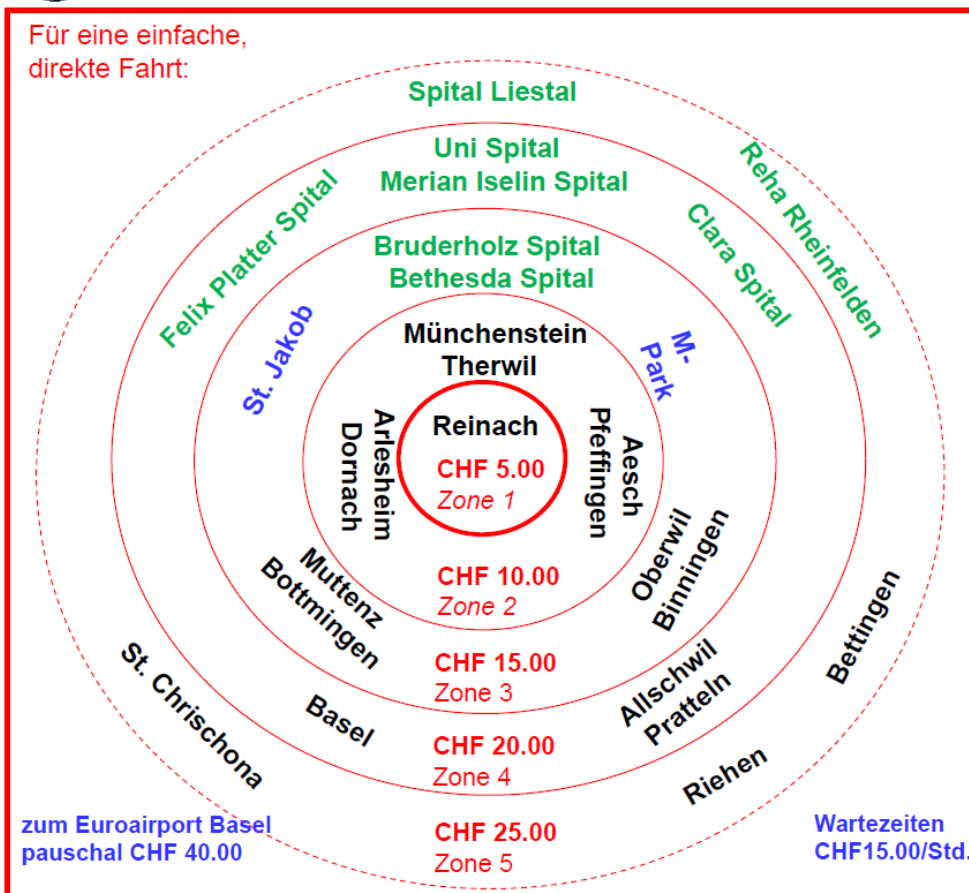 Für eine einfache,
direkte Fahrt:
Spital Liestal
Uni Spital
Merian Iselin Spital
Felix Platter Spital
Clara Spital
Reha Rheinfelden
Bruderholz Spital
Bethesda Spital
St. Jakob
M-
Park
Münchenstein
Therwil
Reinach
CHF 5.00
Zone 1
Arlesheim
Dornach
Aesch
Pfeffingen
CHF 10.00
Zone 2
Muttenz
Bottmingen
Oberwil
Binningen
CHF 15.00
Zone 3
Basel
Allschwil
Pratteln
CHF 20.00
Zone 4
St. Chrischona
Bettingen
Riehen
CHF 25.00
Zone 5
zum Euroairport Basel
pauschal CHF 40.00
Wartezeiten
CHF15.00/Std.